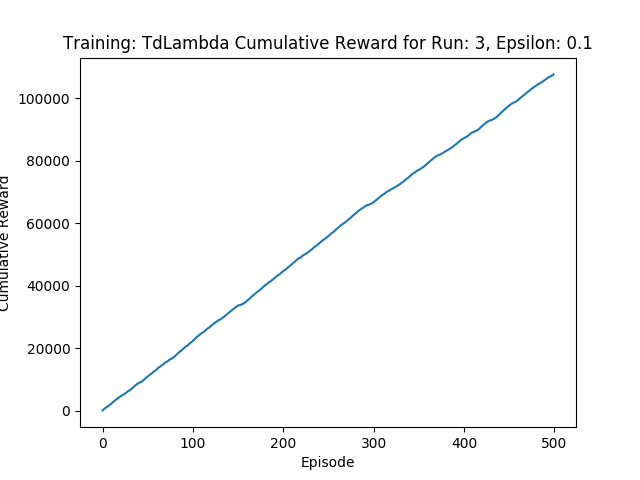 Training: TdLambda Cumulative Reward for Run: 3, Epsilon: 0.1
100000
80000
60000
40000
20000
0
Cumulative Reward
0 100 200 300 400 500
Episode